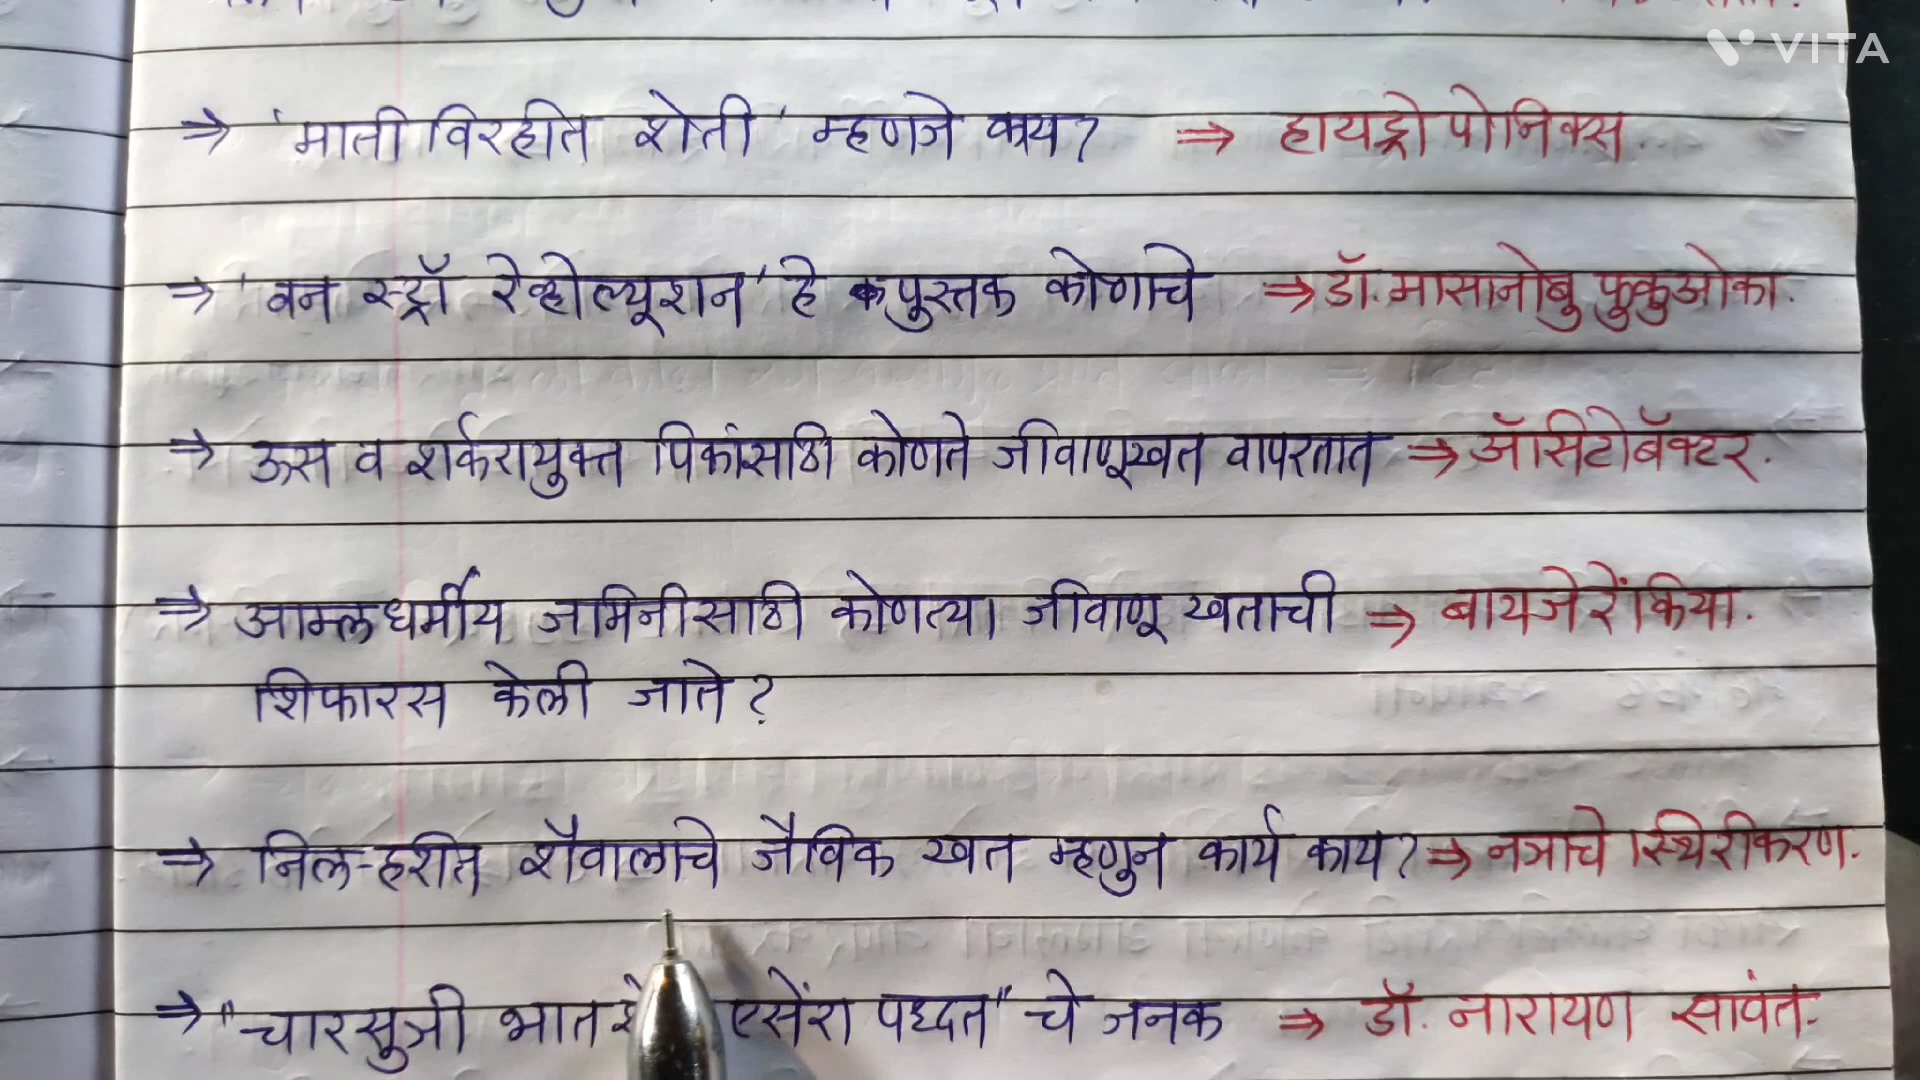 VITA
⇒ 'माती विरहीत शेती' म्हणजे काय? ⇒ हायड्रोपोनिक्स.
⇒ 'वन स्ट्रॉ रेव्होल्यूशन' हे पुस्तक कोणाचे ⇒ डॉ. मासानोबु फुकुओका.
⇒ ऊस व शर्करायुक्त पिकांसाठी कोणते जीवाणूखत वापरतात ⇒ ॲसिटोबॅक्टर.
⇒ आम्लधर्मीय जमिनीसाठी कोणत्या जीवाणू खताची ⇒ बायजेरेंकिया.
शिफारस केली जाते?
⇒ निल-हरीत शैवालाचे जैविक खत म्हणुन कार्य काय? ⇒ नत्राचे स्थिरीकरण.
⇒ "चारसुत्री एसेंरा पध्दत" चे जनक ⇒ डॉ. नारायण सावंत.